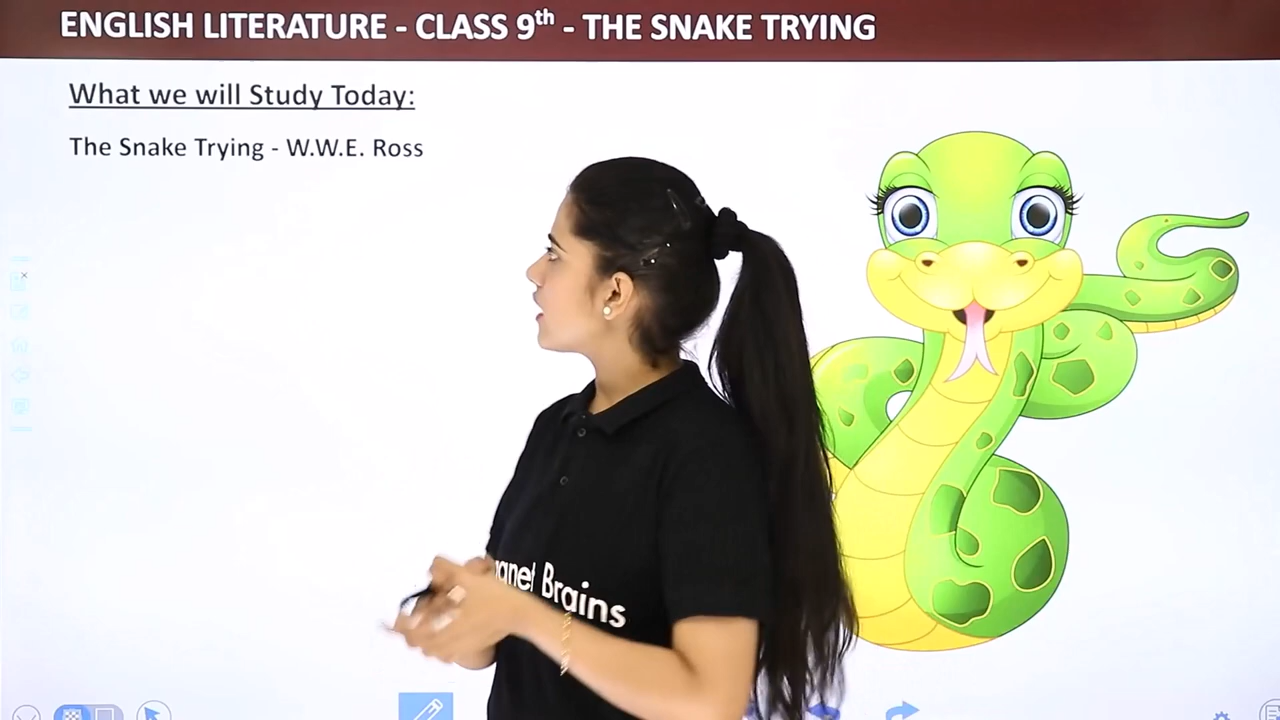 ENGLISH LITERATURE - CLASS 9th - THE SNAKE TRYING
What we will Study Today:
The Snake Trying - W.W.E. Ross
Brains